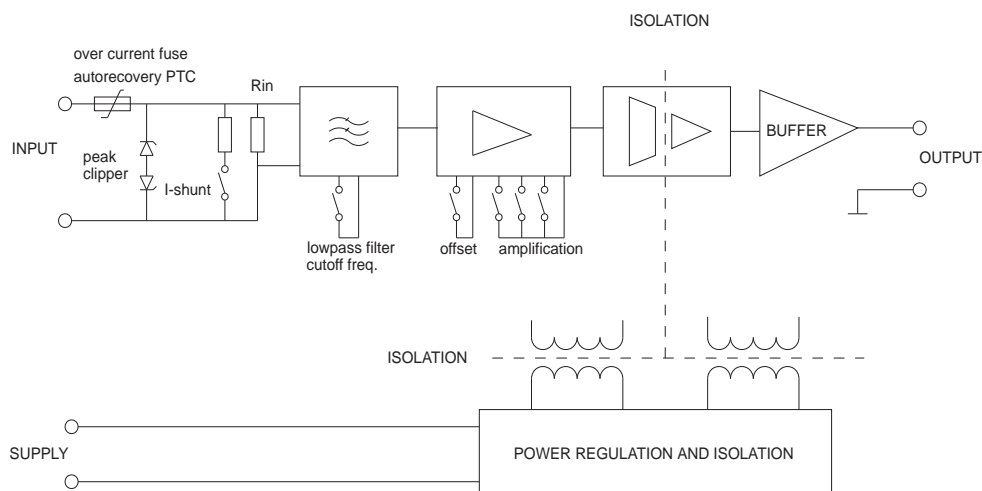 ISOLATION
over current fuse
autorecovery PTC
Rin
INPUT
peak
clipper
I-shunt
BUFFER
OUTPUT
lowpass filter
cutoff freq.
offset
amplification
ISOLATION
SUPPLY
POWER REGULATION AND ISOLATION